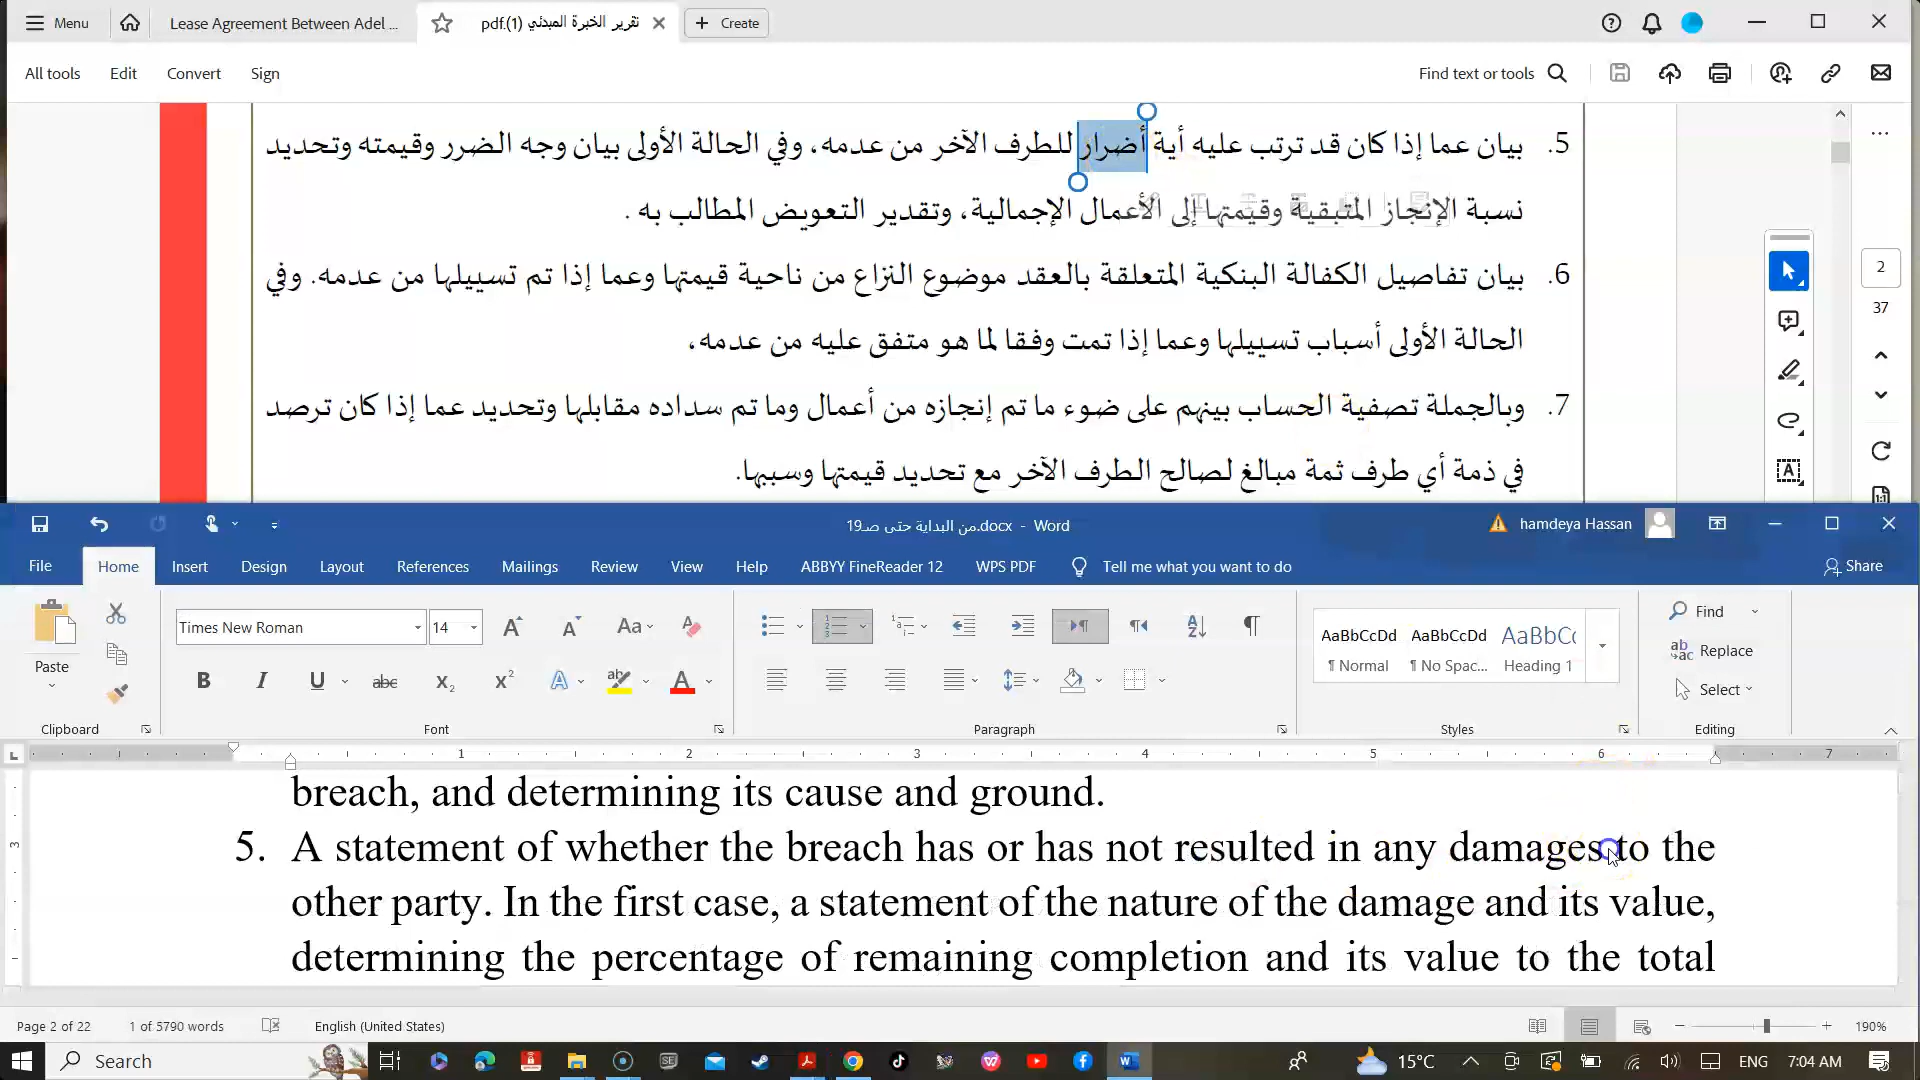 Menu
Lease Agreement Between Adel ...
تقرير الخبرة المبدئي (1).pdf
Create
All tools
Edit
Convert
Sign
Find text or tools
5. بيان عما إذا كان قد ترتب عليه أية أضرار للطرف الآخر من عدمه، وفي الحالة الأولى بيان وجه الضرر وقيمته وتحديد
نسبة الإنجاز المتبقية وقيمتها إلى الأعمال الإجمالية، وتقدير التعويض المطالب به .
6. بيان تفاصيل الكفالة البنكية المتعلقة بالعقد موضوع النزاع من ناحية قيمتها وعما إذا تم تسييلها من عدمه. وفي
الحالة الأولى أسباب تسييلها وعما إذا تمت وفقا لما هو متفق عليه من عدمه،
7. وبالجملة تصفية الحساب بينهم على ضوء ما تم إنجازه من أعمال وما تم سداده مقابلها وتحديد عما إذا كان ترصد
في ذمة أي طرف ثمة مبالغ لصالح الطرف الآخر مع تحديد قيمتها وسببها.
2
37
من البداية حتى صـ19.docx - Word
hamdeya Hassan
File
Home
Insert
Design
Layout
References
Mailings
Review
View
Help
ABBYY FineReader 12
WPS PDF
Tell me what you want to do
Share
Paste
Times New Roman
14
AaBbCcDd
AaBbCcDd
AaBbCc
¶ Normal
¶ No Spac...
Heading 1
Find
Replace
Select
Clipboard
Font
Paragraph
Styles
Editing
1 2 3 4 5 6 7
breach, and determining its cause and ground.
5. A statement of whether the breach has or has not resulted in any damages to the
other party. In the first case, a statement of the nature of the damage and its value,
determining the percentage of remaining completion and its value to the total
3
Page 2 of 22
1 of 5790 words
English (United States)
190%
Search
15°C
ENG
7:04 AM